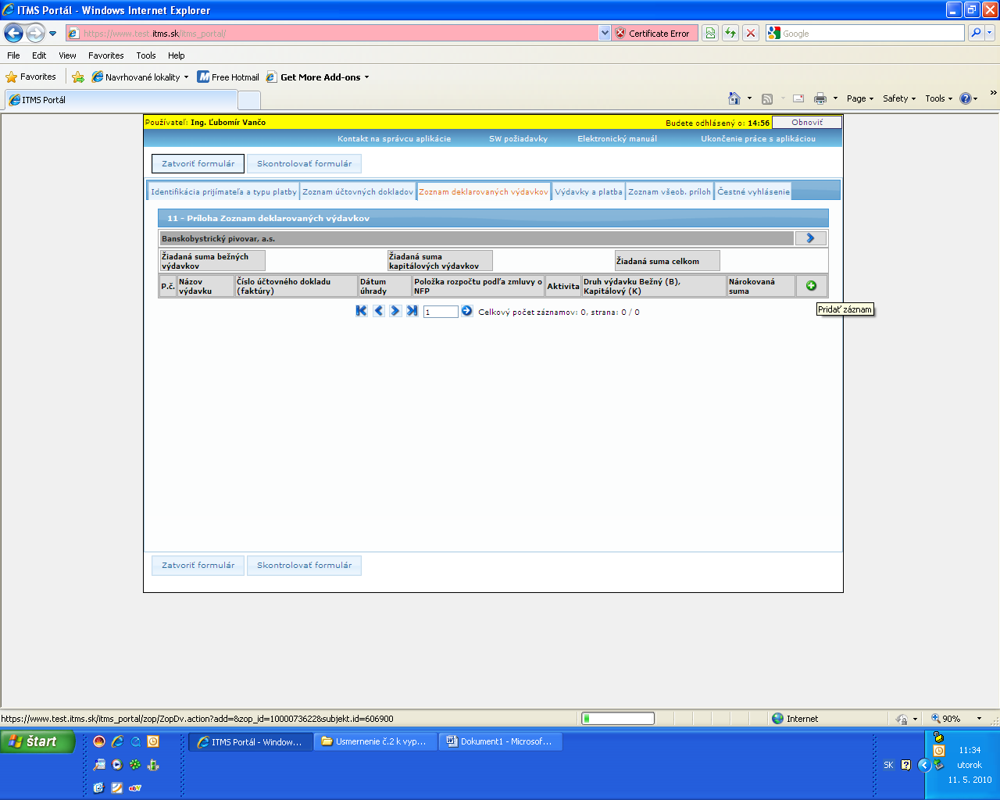 ITMS Portál - Windows Internet Explorer
https://www.test.itms.sk/itms_portal/
Certificate Error
Google
File Edit View Favorites Tools Help
Favorites Navrhované lokality Free Hotmail Get More Add-ons
ITMS Portál
Page Safety Tools
Používateľ: Ing. Ľubomír Vančo
Budete odhlásený o: 14:56 Obnoviť
Kontakt na správcu aplikácie SW požiadavky Elektronický manuál Ukončenie práce s aplikáciou
Zatvoriť formulár Skontrolovať formulár
Identifikácia prijímateľa a typu platby Zoznam účtovných dokladov Zoznam deklarovaných výdavkov Výdavky a platba Zoznam všeob. príloh Čestné vyhlásenie
11 - Príloha Zoznam deklarovaných výdavkov
Banskobystrický pivovar, a.s.
Žiadaná suma bežných výdavkov
Žiadaná suma kapitálových výdavkov
Žiadaná suma celkom
P.č. Názov výdavku Číslo účtovného dokladu (faktúry) Dátum úhrady Položka rozpočtu podľa zmluvy o NFP Aktivita Druh výdavku Bežný (B), Kapitálový (K) Nárokovaná suma
Pridať záznam
1 Celkový počet záznamov: 0, strana: 0 / 0
Zatvoriť formulár Skontrolovať formulár
https://www.test.itms.sk/itms_portal/zop/ZopDv.action?add=&zop_id=1000073622&subjekt.id=606900
Internet 90%
štart
ITMS Portál - Window...
Usmernenie č.2 k vyp...
Dokument1 - Microsof...
SK
11:34
utorok
11. 5. 2010